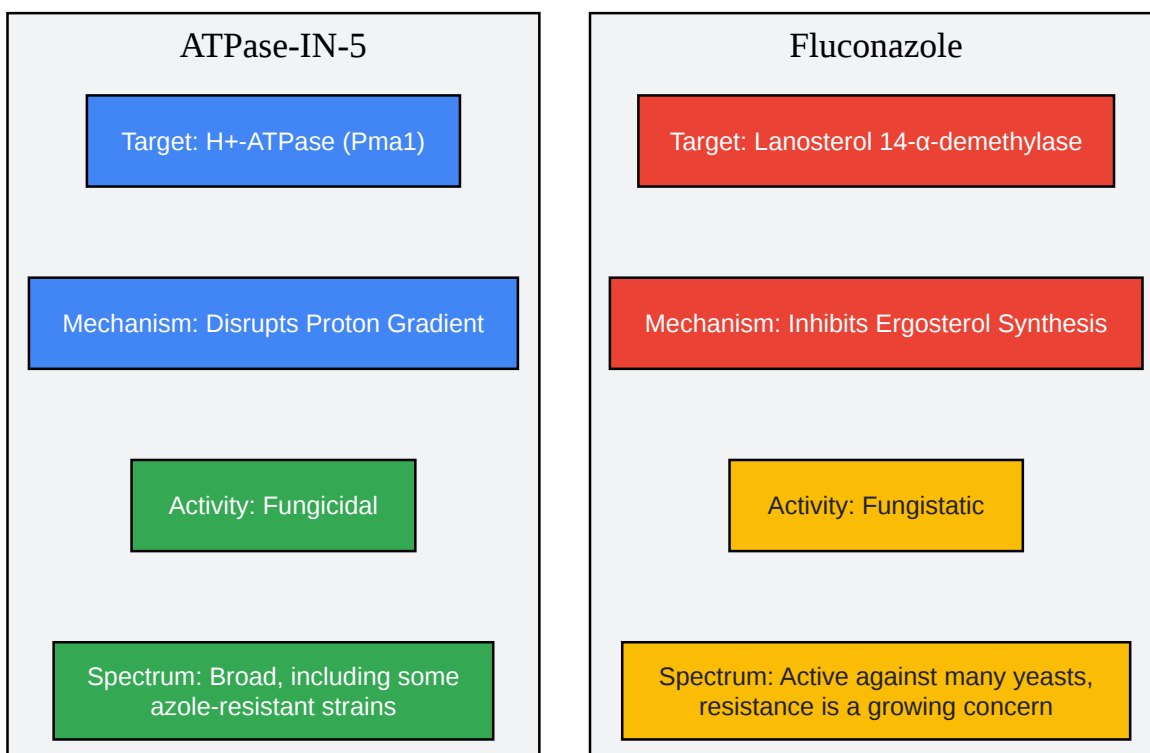 ATPase-IN-5
Target: H+-ATPase (Pma1)
Mechanism: Disrupts Proton Gradient
Activity: Fungicidal
Spectrum: Broad, including some
azole-resistant strains
Fluconazole
Target: Lanosterol 14-α-demethylase
Mechanism: Inhibits Ergosterol Synthesis
Activity: Fungistatic
Spectrum: Active against many yeasts,
resistance is a growing concern